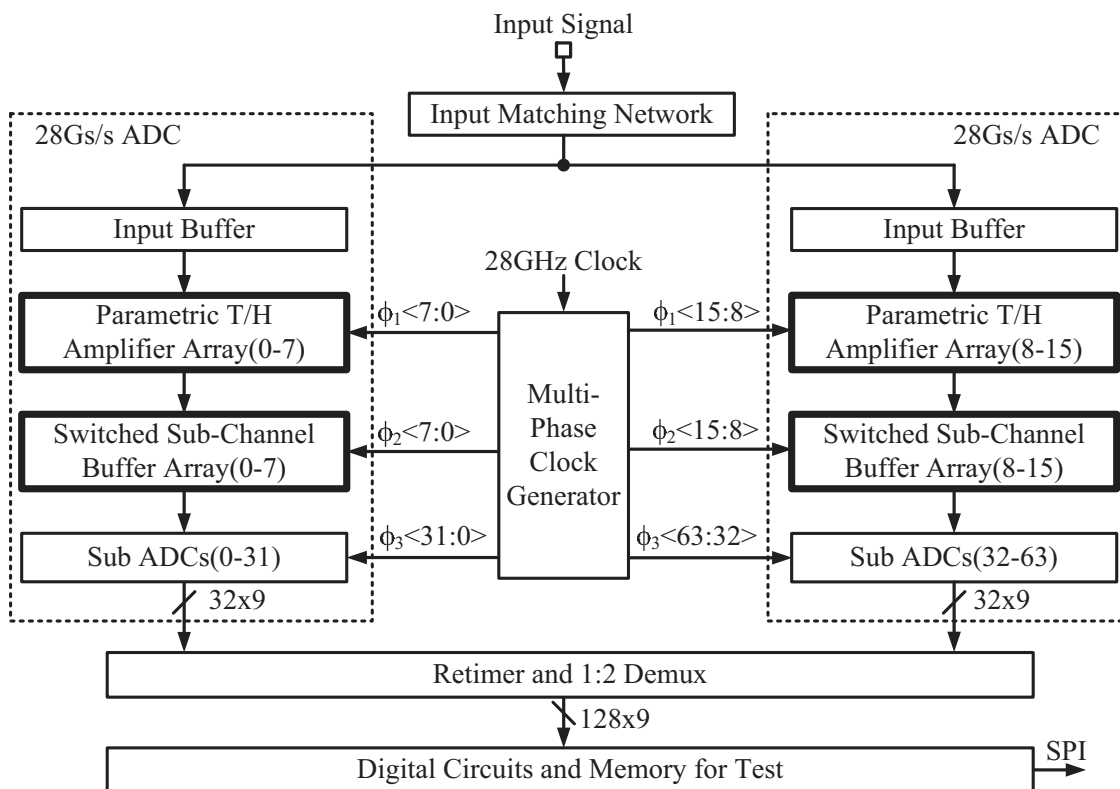 Input Signal
Input Matching Network
28Gs/s ADC
28Gs/s ADC
Input Buffer
Input Buffer
28GHz Clock
Parametric T/H
Amplifier Array(0-7)
ϕ1<7:0>
ϕ1<15:8>
Parametric T/H
Amplifier Array(8-15)
Multi-
Phase
Clock
Generator
Switched Sub-Channel
Buffer Array(0-7)
ϕ2<7:0>
ϕ2<15:8>
Switched Sub-Channel
Buffer Array(8-15)
Sub ADCs(0-31)
ϕ3<31:0>
ϕ3<63:32>
Sub ADCs(32-63)
32x9
32x9
Retimer and 1:2 Demux
128x9
Digital Circuits and Memory for Test
SPI